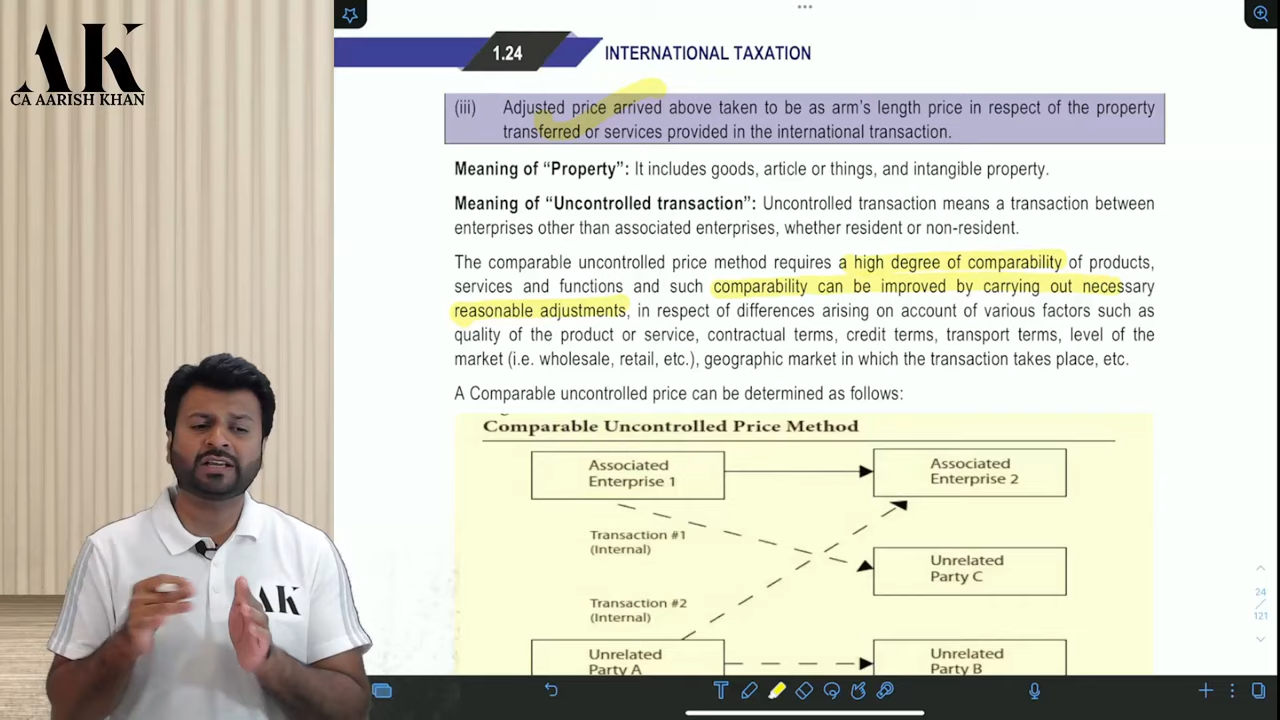 AK
CA AARISH KHAN
AK
1.24 INTERNATIONAL TAXATION
(iii) Adjusted price arrived above taken to be as arm's length price in respect of the property
transferred or services provided in the international transaction.
Meaning of “Property”: It includes goods, article or things, and intangible property.
Meaning of “Uncontrolled transaction”: Uncontrolled transaction means a transaction between
enterprises other than associated enterprises, whether resident or non-resident.
The comparable uncontrolled price method requires a high degree of comparability of products,
services and functions and such comparability can be improved by carrying out necessary
reasonable adjustments, in respect of differences arising on account of various factors such as
quality of the product or service, contractual terms, credit terms, transport terms, level of the
market (i.e. wholesale, retail, etc.), geographic market in which the transaction takes place, etc.
A Comparable uncontrolled price can be determined as follows:
Comparable Uncontrolled Price Method
Associated
Enterprise 1
Associated
Enterprise 2
Transaction #1
(Internal)
Unrelated
Party C
Transaction #2
(Internal)
Unrelated
Party A
Unrelated
Party B
24
/
121
T